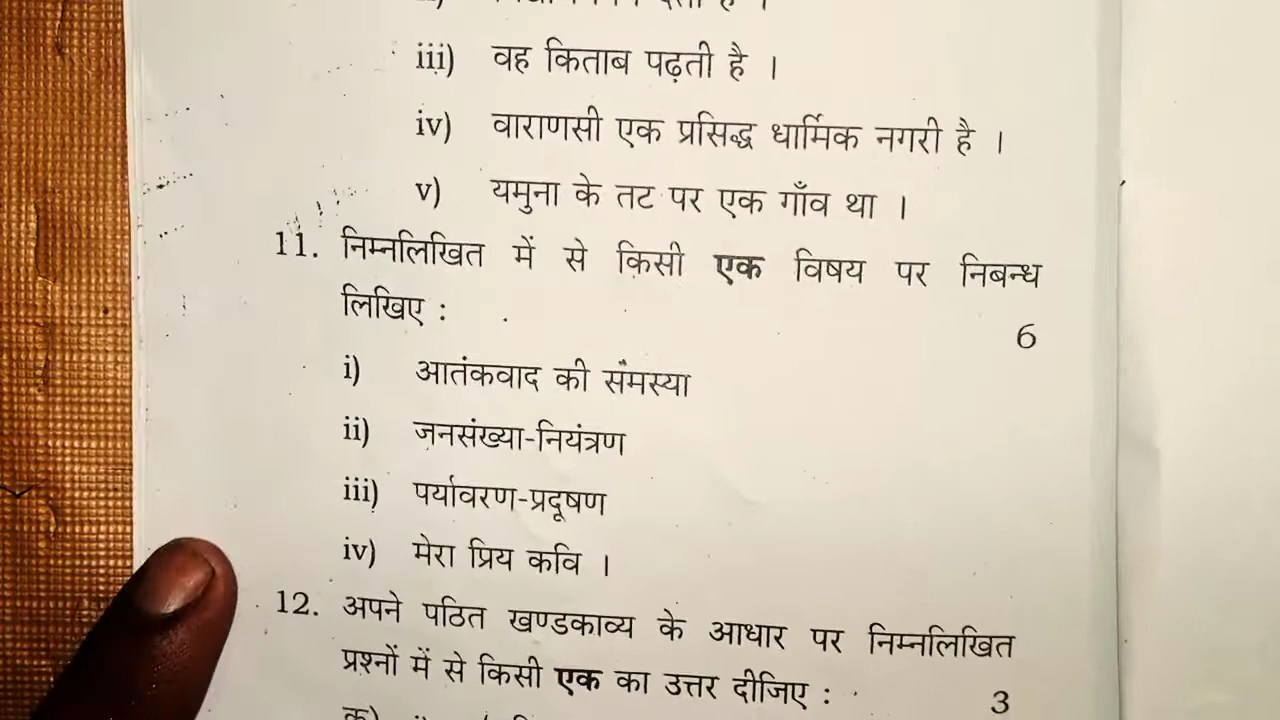 iii) वह किताब पढ़ती है ।
iv) वाराणसी एक प्रसिद्ध धार्मिक नगरी है ।
v) यमुना के तट पर एक गाँव था ।
11. निम्नलिखित में से किसी एक विषय पर निबन्ध
लिखिए :
6
i) आतंकवाद की संमस्या
ii) जनसंख्या-नियंत्रण
iii) पर्यावरण-प्रदूषण
iv) मेरा प्रिय कवि ।
12. अपने पठित खण्डकाव्य के आधार पर निम्नलिखित
प्रश्नों में से किसी एक का उत्तर दीजिए :
3